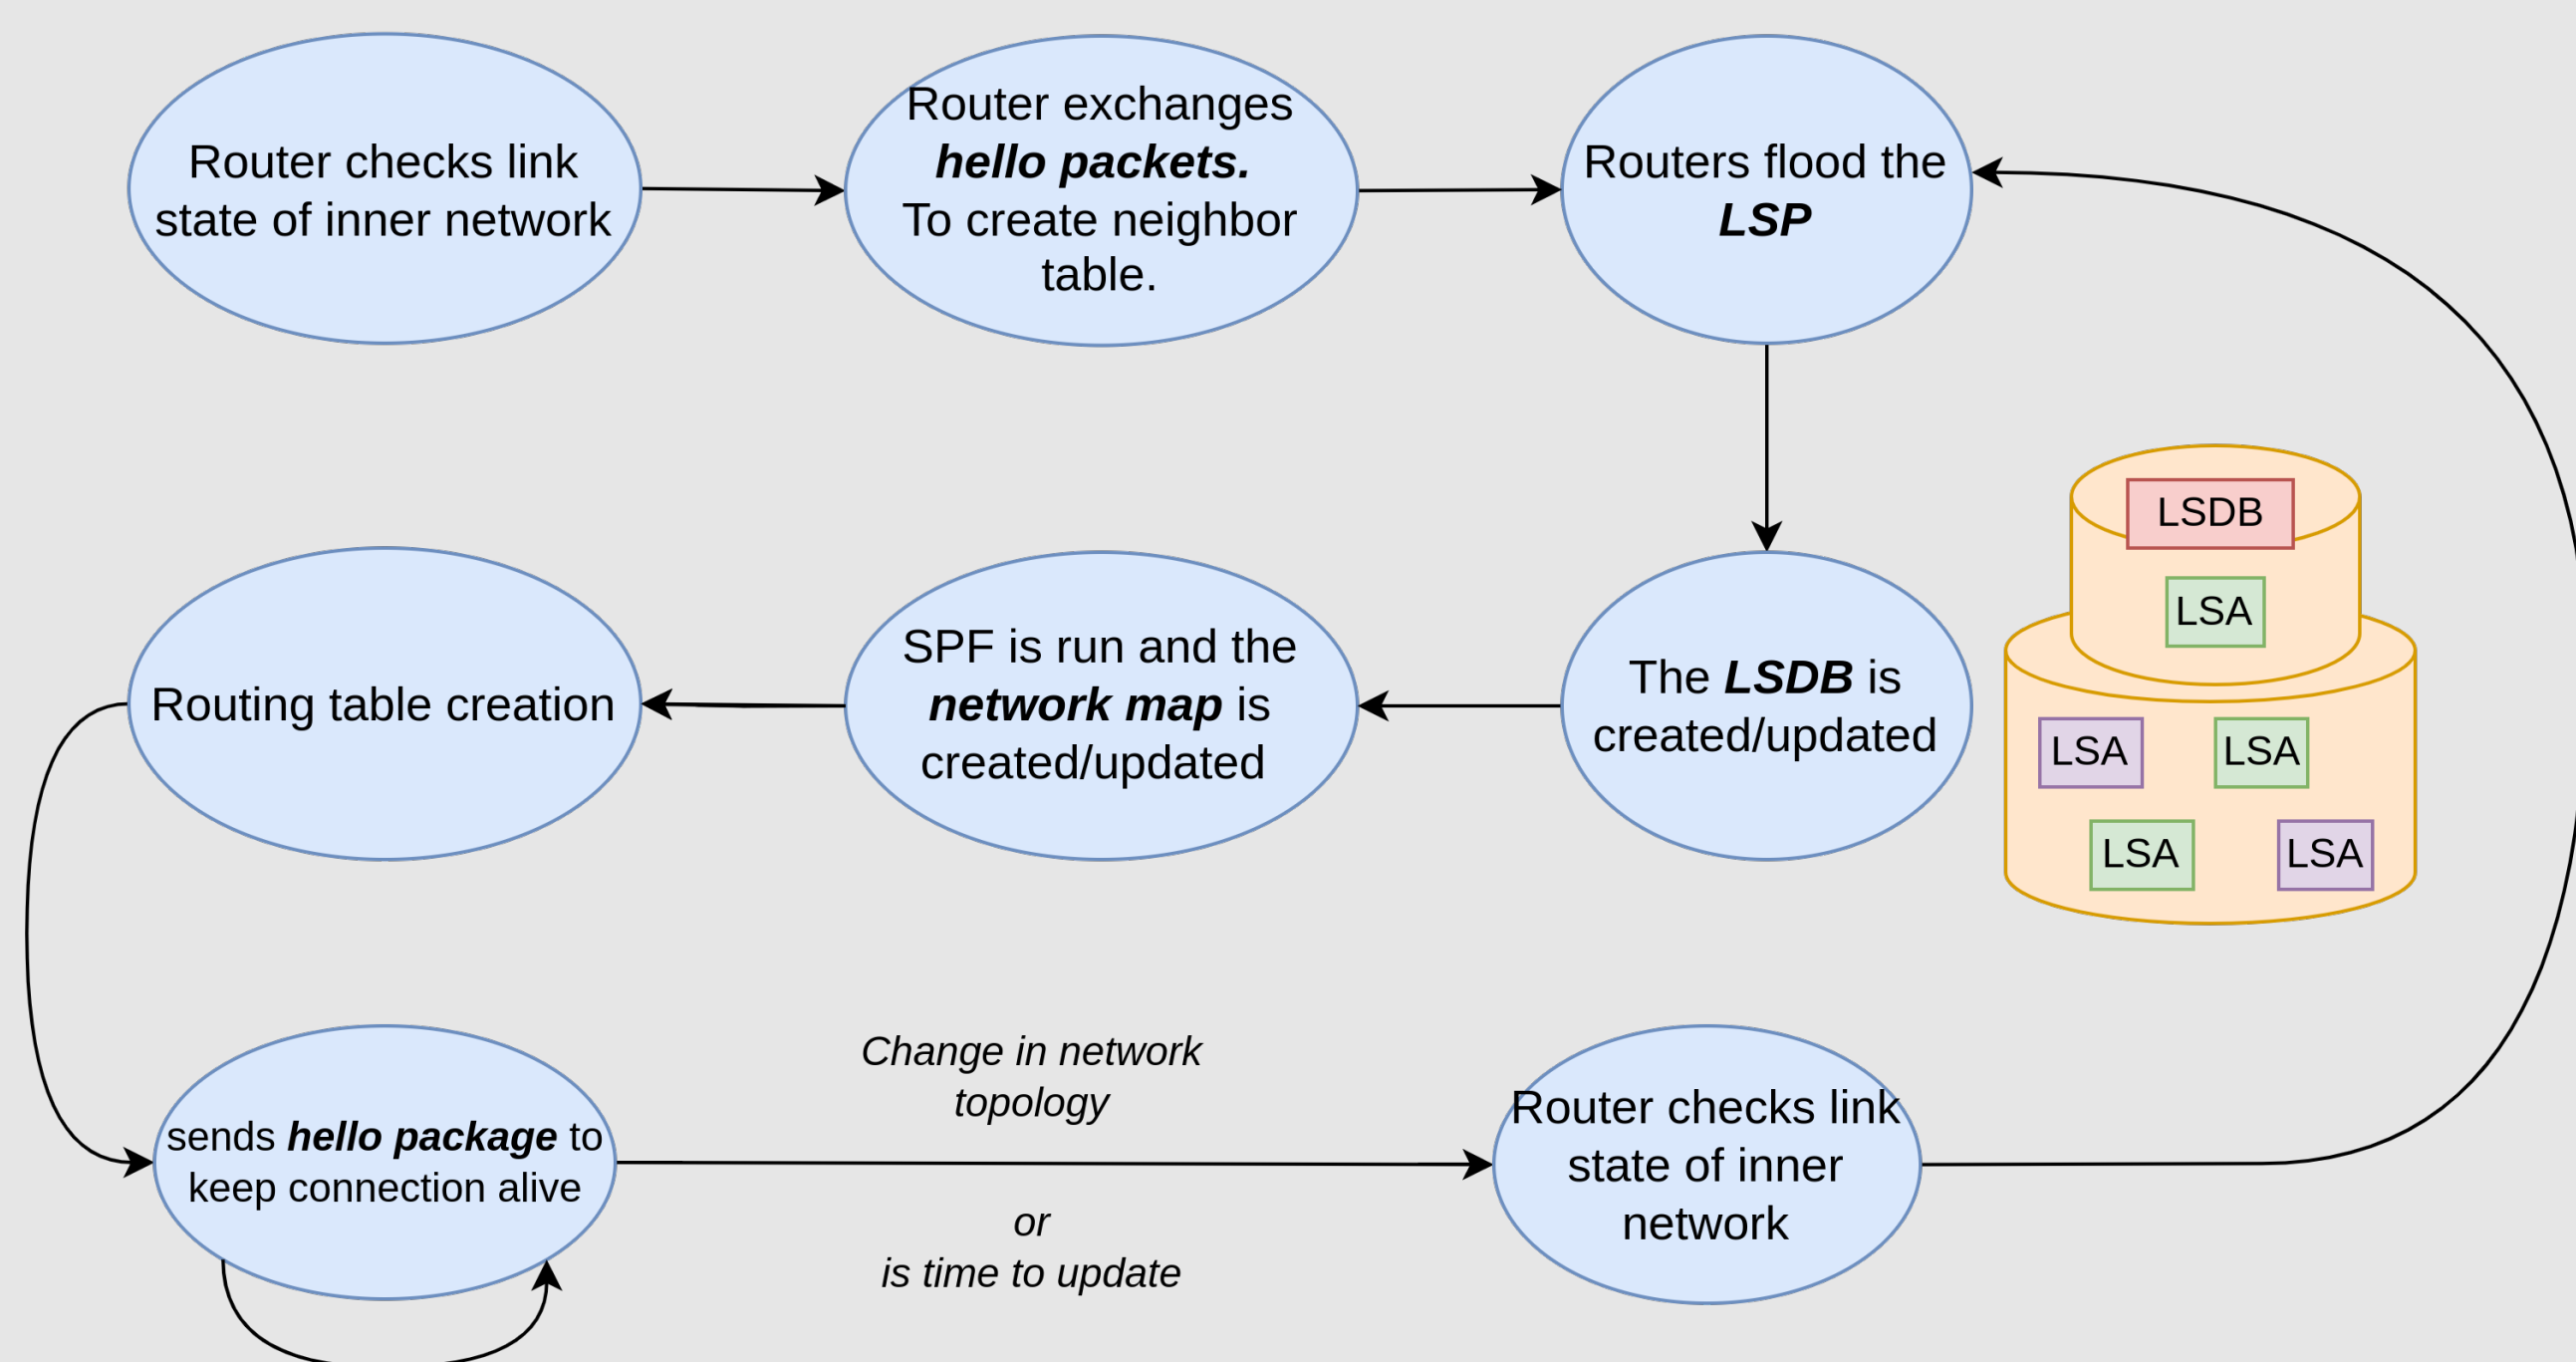 Router checks link
state of inner network
Router exchanges
hello packets.
To create neighbor
table.
Routers flood the
LSP
Routing table creation
SPF is run and the
network map is
created/updated
The LSDB is
created/updated
LSDB
LSA
LSA
LSA
LSA
LSA
sends hello package to
keep connection alive
Change in network
topology
or
is time to update
Router checks link
state of inner
network